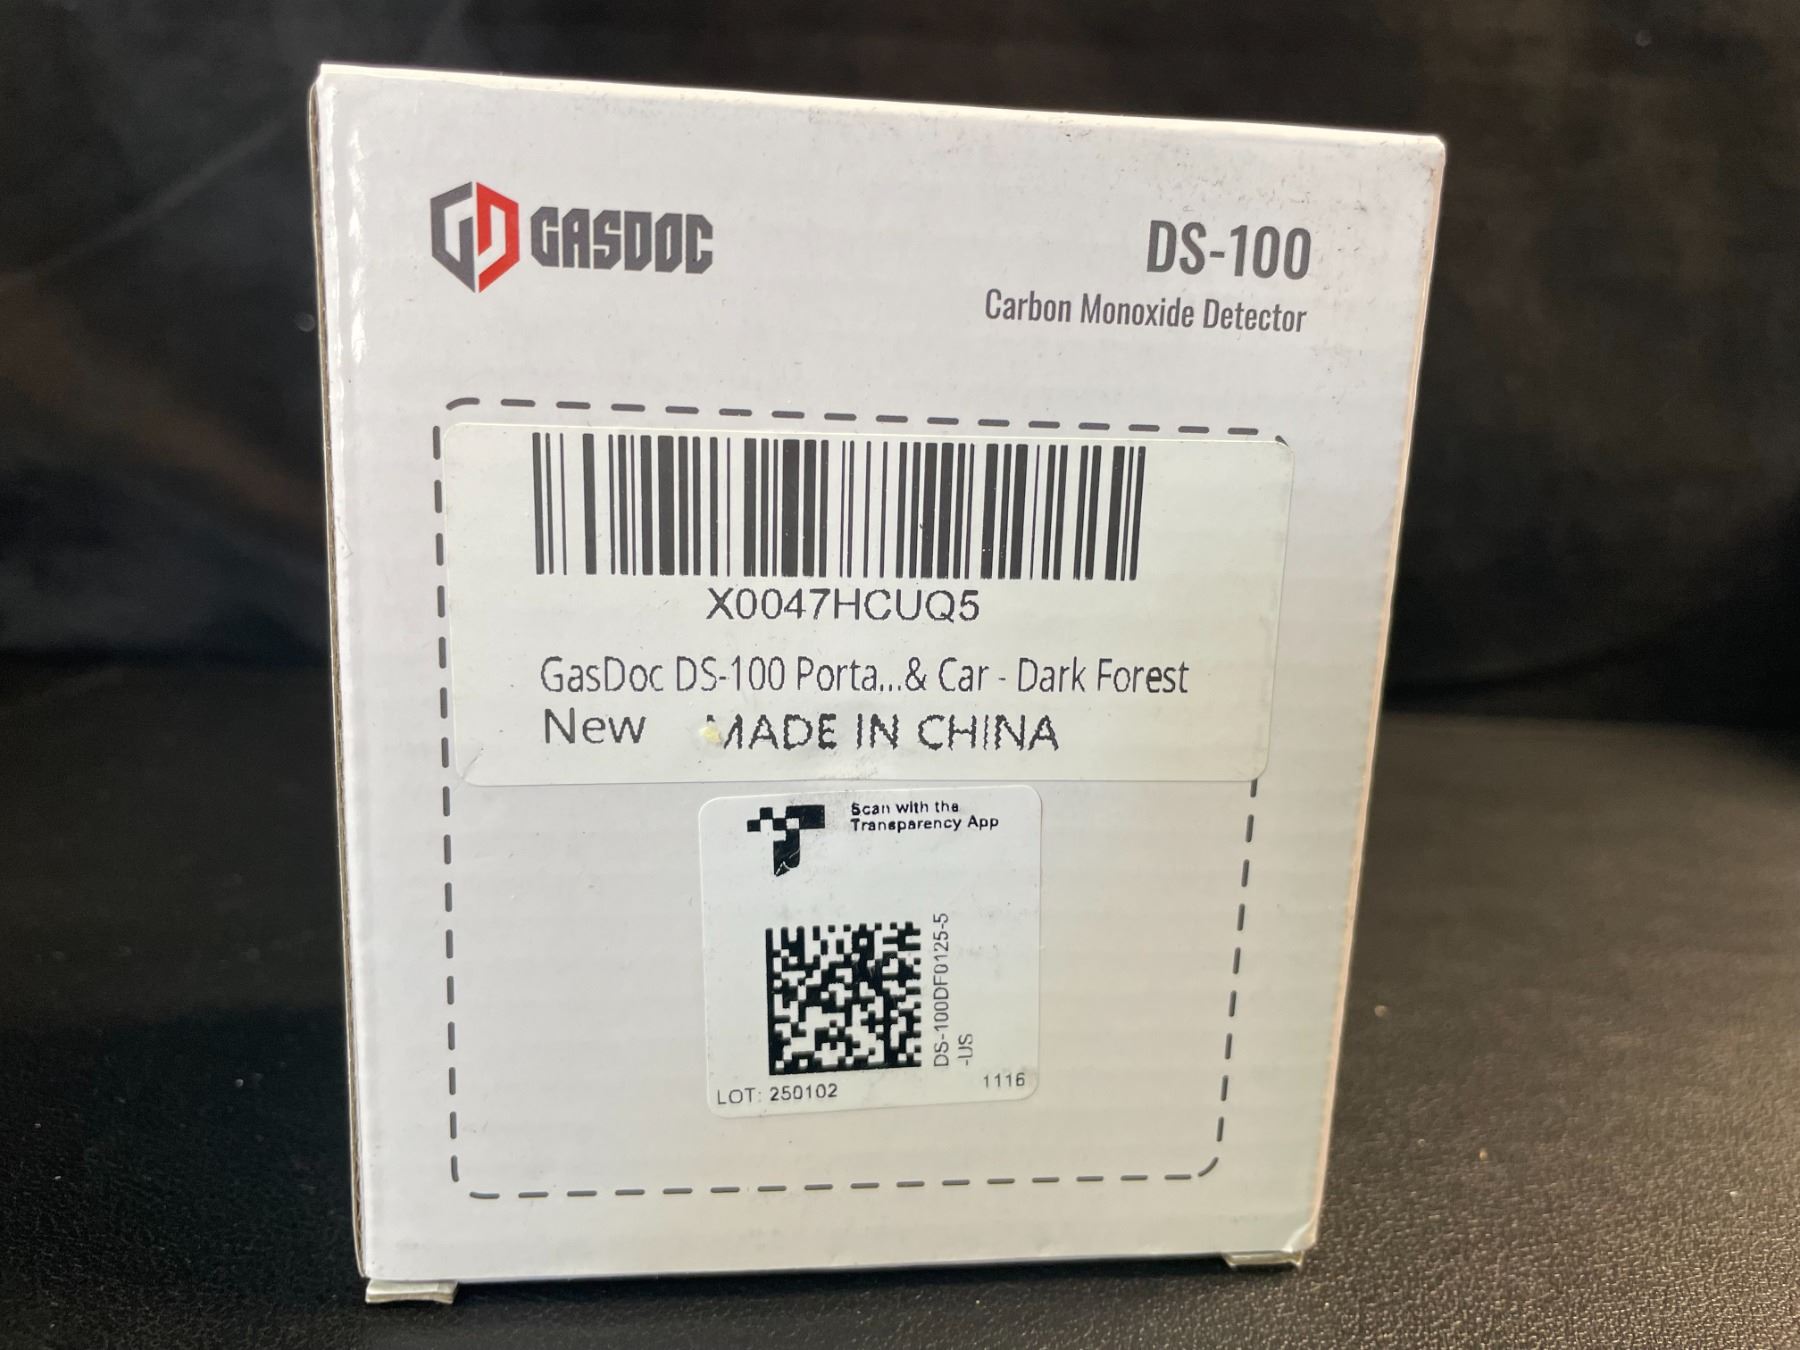 GASDOC
DS-100
Carbon Monoxide Detector
X0047HCUQ5
GasDoc DS-100 Porta...& Car - Dark Forest
New MADE IN CHINA
Scan with the
Transparency App
DS-100DF0125-5
-US
LOT: 250102
1116